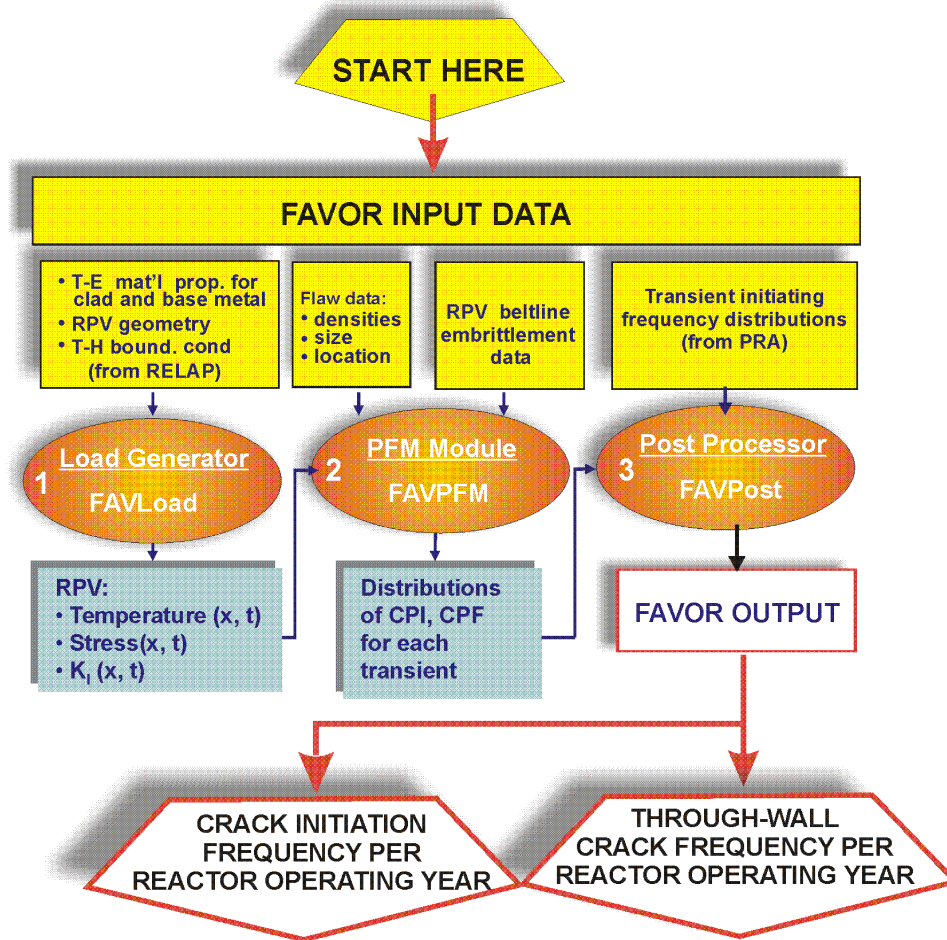 START HERE
FAVOR INPUT DATA
• T-E mat'l prop. for
clad and base metal
• RPV geometry
• T-H bound. cond
(from RELAP)
Flaw data:
• densities
• size
• location
RPV beltline
embrittlement
data
Transient initiating
frequency distributions
(from PRA)
1
Load Generator
FAVLoad
2
PFM Module
FAVPFM
3
Post Processor
FAVPost
RPV:
• Temperature (x, t)
• Stress(x, t)
• K_I (x, t)
Distributions
of CPI, CPF
for each
transient
FAVOR OUTPUT
CRACK INITIATION
FREQUENCY PER
REACTOR OPERATING YEAR
THROUGH-WALL
CRACK FREQUENCY PER
REACTOR OPERATING YEAR